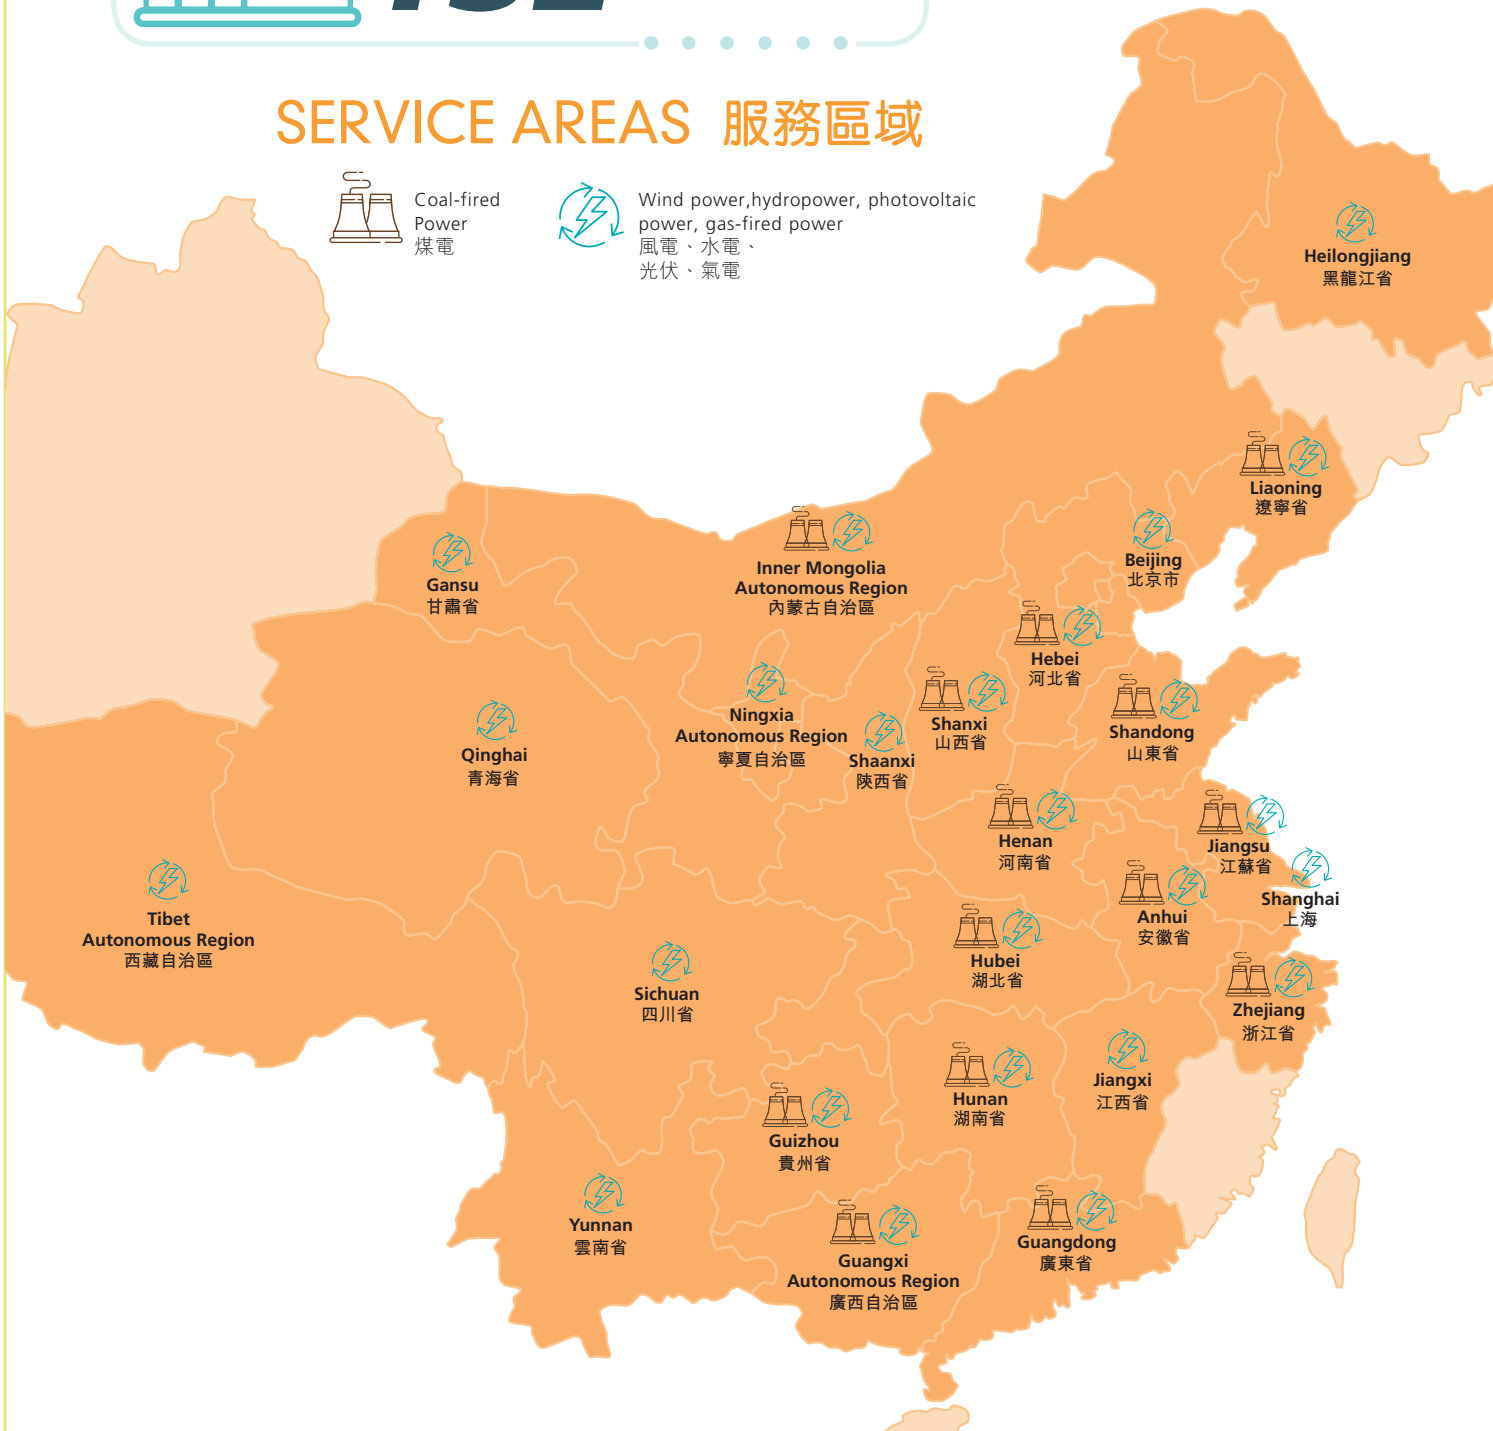 SERVICE AREAS 服務區域
Coal-fired
Power
煤電
Wind power,hydropower, photovoltaic
power, gas-fired power
風電、水電、
光伏、氣電
Heilongjiang
黑龍江省
Liaoning
遼寧省
Beijing
北京市
Inner Mongolia
Autonomous Region
內蒙古自治區
Gansu
甘肅省
Hebei
河北省
Ningxia
Autonomous Region
寧夏自治區
Shanxi
山西省
Shandong
山東省
Qinghai
青海省
Shaanxi
陝西省
Henan
河南省
Jiangsu
江蘇省
Shanghai
上海
Anhui
安徽省
Tibet
Autonomous Region
西藏自治區
Hubei
湖北省
Sichuan
四川省
Zhejiang
浙江省
Jiangxi
江西省
Hunan
湖南省
Guizhou
貴州省
Yunnan
雲南省
Guangdong
廣東省
Guangxi
Autonomous Region
廣西自治區